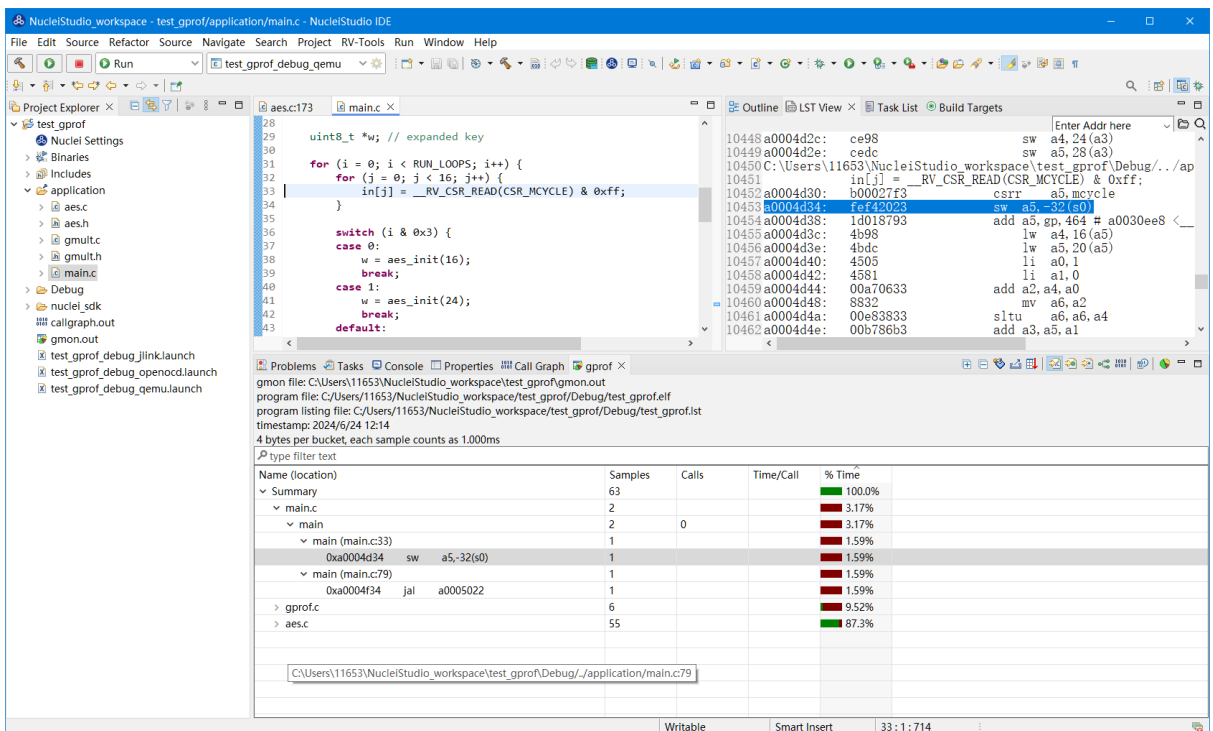 NucleiStudio_workspace - test_gprof/application/main.c - NucleiStudio IDE
File Edit Source Refactor Source Navigate Search Project RV-Tools Run Window Help
Run
test_gprof_debug_qemu
Project Explorer
test_gprof
Nuclei Settings
Binaries
Includes
application
aes.c
aes.h
gmult.c
gmult.h
main.c
Debug
nuclei_sdk
callgraph.out
gmon.out
test_gprof_debug_jlink.launch
test_gprof_debug_openocd.launch
test_gprof_debug_qemu.launch
aes.c:173 main.c
28
29 uint8_t *w; // expanded key
30
31 for (i = 0; i < RUN_LOOPS; i++) {
32 for (j = 0; j < 16; j++) {
33 in[j] = __RV_CSR_READ(CSR_MCYCLE) & 0xff;
34 }
35
36 switch (i & 0x3) {
37 case 0:
38 w = aes_init(16);
39 break;
40 case 1:
41 w = aes_init(24);
42 break;
43 default:
Outline LST View Task List Build Targets
Enter Addr here
10448 a0004d2c: ce98 sw a4,24(a3)
10449 a0004d2e: cedc sw a5,28(a3)
10450 C:\Users\11653\NucleiStudio_workspace\test_gprof\Debug/../ap
10451 in[j] = __RV_CSR_READ(CSR_MCYCLE) & 0xff;
10452 a0004d30: b00027f3 csrr a5,mcycle
10453 a0004d34: fef42023 sw a5,-32(s0)
10454 a0004d38: 1d018793 add a5,gp,464 # a0030ee8 <__
10455 a0004d3c: 4b98 lw a4,16(a5)
10456 a0004d3e: 4bdc lw a5,20(a5)
10457 a0004d40: 4505 li a0,1
10458 a0004d42: 4581 li a1,0
10459 a0004d44: 00a70633 add a2,a4,a0
10460 a0004d48: 8832 mv a6,a2
10461 a0004d4a: 00e83833 sltu a6,a6,a4
10462 a0004d4e: 00b786b3 add a3,a5,a1
Problems Tasks Console Properties Call Graph gprof
gmon file: C:\Users\11653\NucleiStudio_workspace\test_gprof\gmon.out
program file: C:/Users/11653/NucleiStudio_workspace/test_gprof/Debug/test_gprof.elf
program listing file: C:/Users/11653/NucleiStudio_workspace/test_gprof/Debug/test_gprof.lst
timestamp: 2024/6/24 12:14
4 bytes per bucket, each sample counts as 1.000ms
type filter text
Name (location) Samples Calls Time/Call % Time
Summary 63 100.0%
main.c 2 3.17%
main 2 0 3.17%
main (main.c:33) 1 1.59%
0xa0004d34 sw a5,-32(s0) 1 1.59%
main (main.c:79) 1 1.59%
0xa0004f34 jal a0005022 1 1.59%
gprof.c 6 9.52%
aes.c 55 87.3%
C:\Users\11653\NucleiStudio_workspace\test_gprof\Debug/../application/main.c:79
Writable Smart Insert 33 : 1 : 714